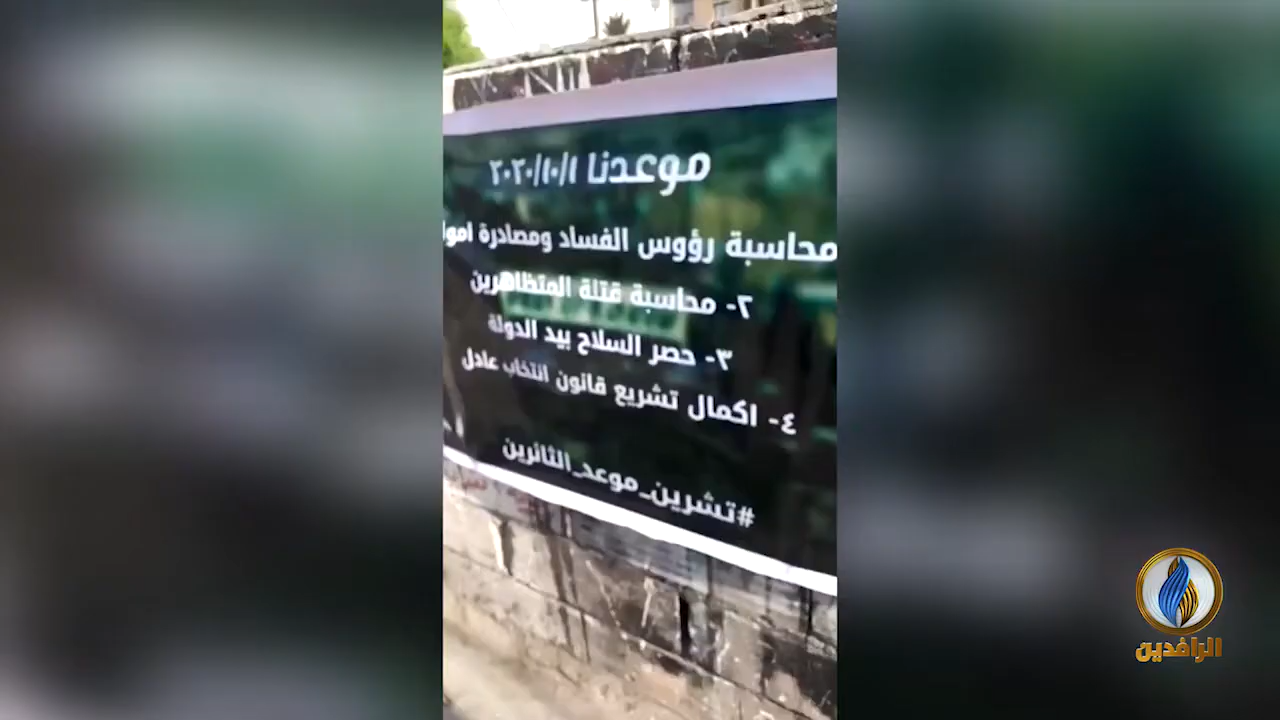 موعدنا ٢٠٢٠/١٠/١
محاسبة رؤوس الفساد ومصادرة
٢- محاسبة قتلة المتظاهرين
٣- حصر السلاح بيد الدولة
٤- اكمال تشريع قانون انتخاب عادل
#تشرين_موعد_الثائرين
الرافدين